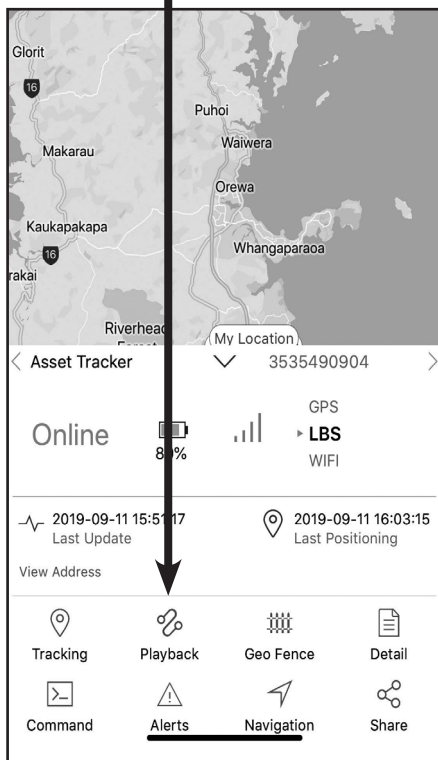 Glorit
16
Puhoi
Makarau
Waiwera
Orewa
Kaukapakapa
16
Whangaparaoa
rakai
Riverhead
My Location
Asset Tracker 3535490904
GPS
Online LBS
80%
WIFI
2019-09-11 15:51:17 2019-09-11 16:03:15
Last Update Last Positioning
View Address
Tracking Playback Geo Fence Detail
Command Alerts Navigation Share